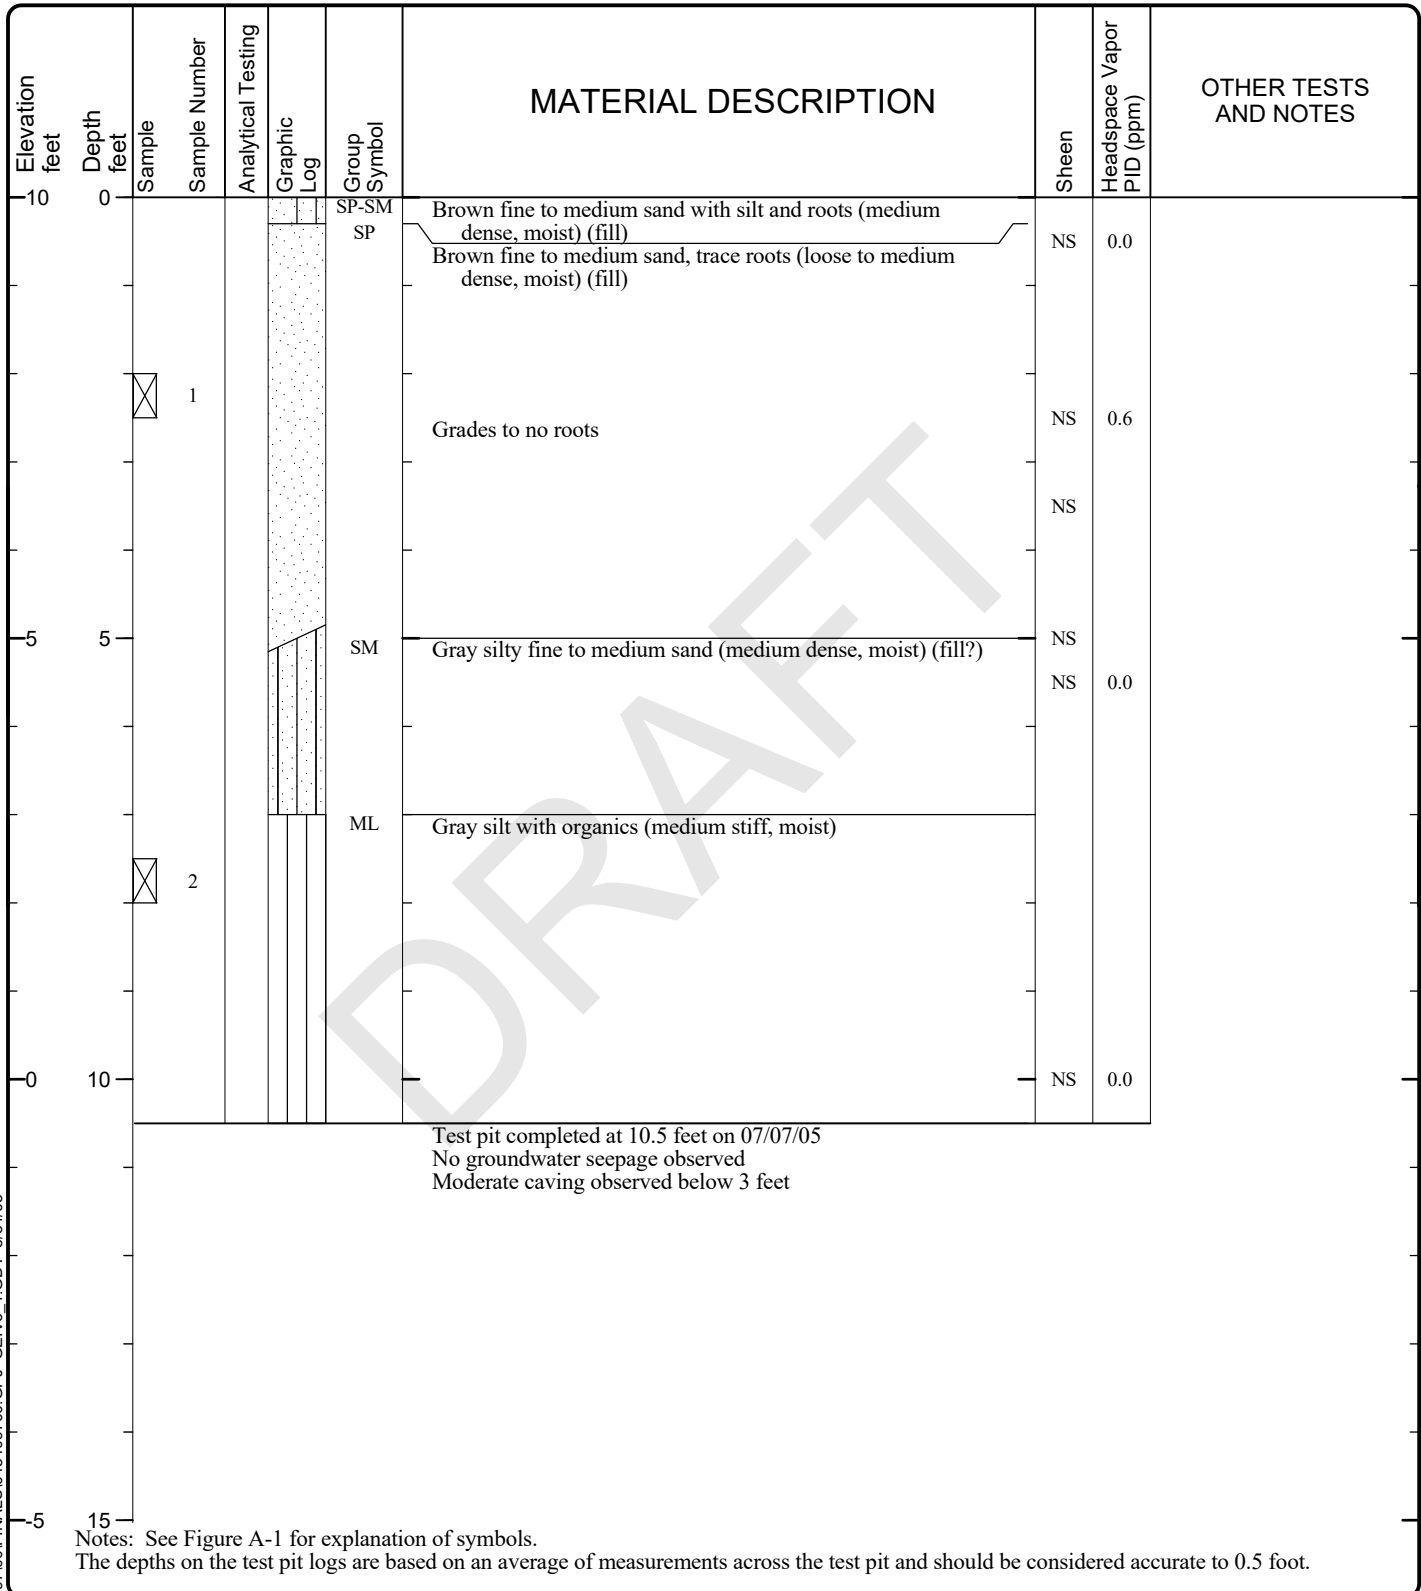 Elevation
feet
Depth
feet
Sample
Sample Number
Analytical Testing
Graphic
Log
Group
Symbol
MATERIAL DESCRIPTION
Sheen
Headspace Vapor
PID (ppm)
OTHER TESTS
AND NOTES
10 0
SP-SM Brown fine to medium sand with silt and roots (medium
dense, moist) (fill)
SP NS 0.0
Brown fine to medium sand, trace roots (loose to medium
dense, moist) (fill)
1
NS 0.6
Grades to no roots
NS
5 5 NS
SM Gray silty fine to medium sand (medium dense, moist) (fill?)
NS 0.0
ML Gray silt with organics (medium stiff, moist)
2
0 10 NS 0.0
Test pit completed at 10.5 feet on 07/07/05
No groundwater seepage observed
Moderate caving observed below 3 feet
-5 15
Notes: See Figure A-1 for explanation of symbols.
The depths on the test pit logs are based on an average of measurements across the test pit and should be considered accurate to 0.5 foot.
DRAFT